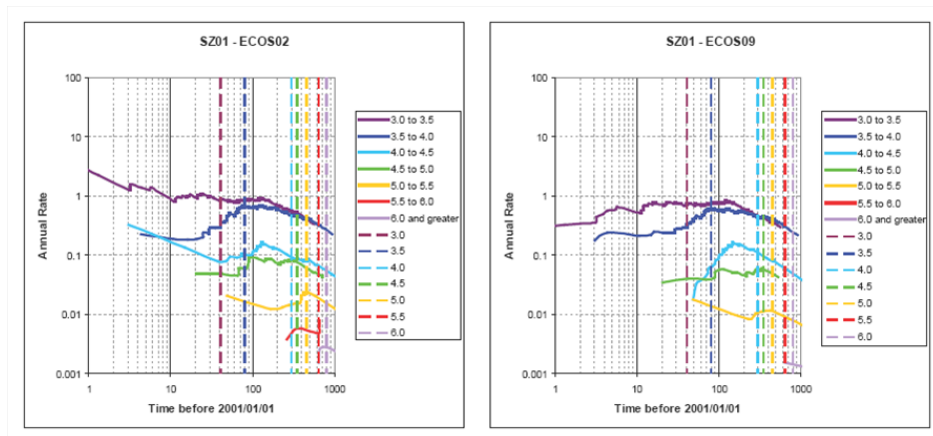 SZ01 - ECOS02
100
10
1
0.1
0.01
0.001
Annual Rate
1
10
100
1000
Time before 2001/01/01
3.0 to 3.5
3.5 to 4.0
4.0 to 4.5
4.5 to 5.0
5.0 to 5.5
5.5 to 6.0
6.0 and greater
3.0
3.5
4.0
4.5
5.0
5.5
6.0
SZ01 - ECOS09
100
10
1
0.1
0.01
0.001
Annual Rate
1
10
100
1000
Time before 2001/01/01
3.0 to 3.5
3.5 to 4.0
4.0 to 4.5
4.5 to 5.0
5.0 to 5.5
5.5 to 6.0
6.0 and greater
3.0
3.5
4.0
4.5
5.0
5.5
6.0